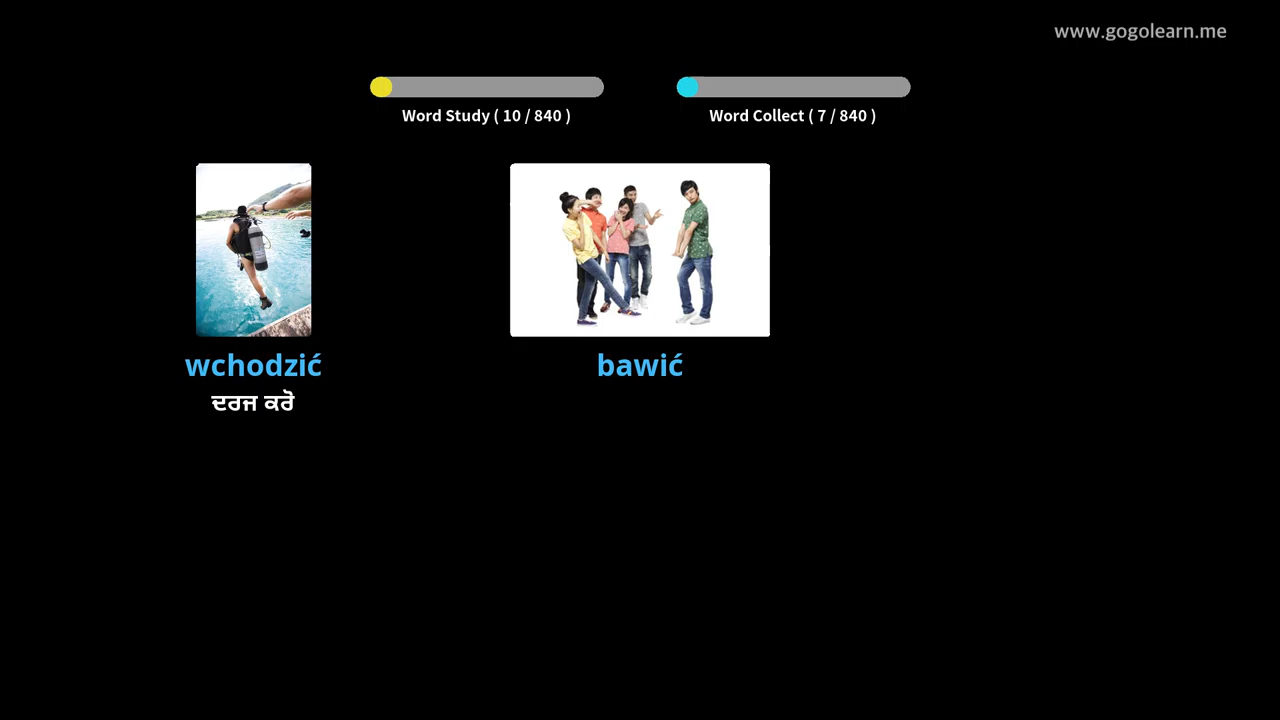 www.gogolearn.me
Word Study ( 10 / 840 )
Word Collect ( 7 / 840 )
wchodzić
ਦਰਜ ਕਰੋ
bawić